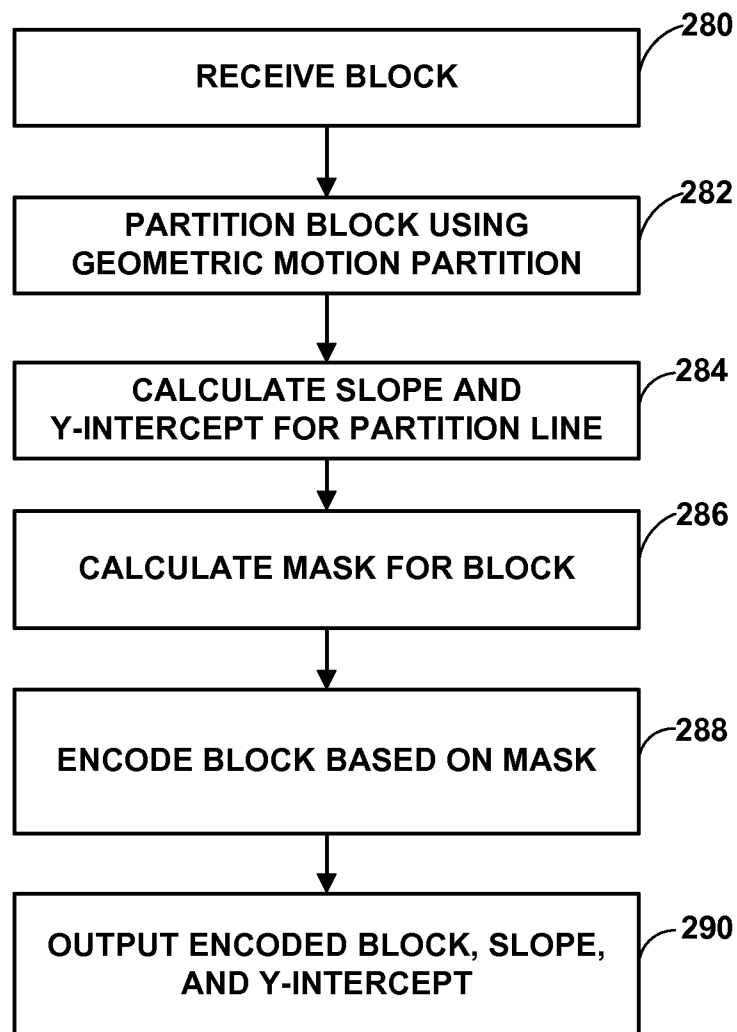 280
RECEIVE BLOCK
282
PARTITION BLOCK USING
GEOMETRIC MOTION PARTITION
284
CALCULATE SLOPE AND
Y-INTERCEPT FOR PARTITION LINE
286
CALCULATE MASK FOR BLOCK
288
ENCODE BLOCK BASED ON MASK
290
OUTPUT ENCODED BLOCK, SLOPE,
AND Y-INTERCEPT